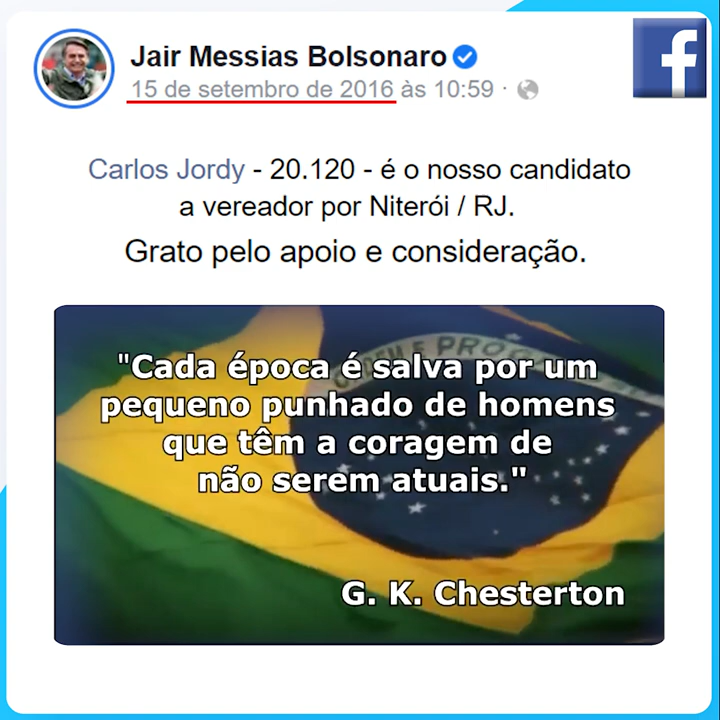 Jair Messias Bolsonaro
15 de setembro de 2016 às 10:59 ·
f
Carlos Jordy - 20.120 - é o nosso candidato
a vereador por Niterói / RJ.
Grato pelo apoio e consideração.
"Cada época é salva por um
pequeno punhado de homens
que têm a coragem de
não serem atuais."
G. K. Chesterton